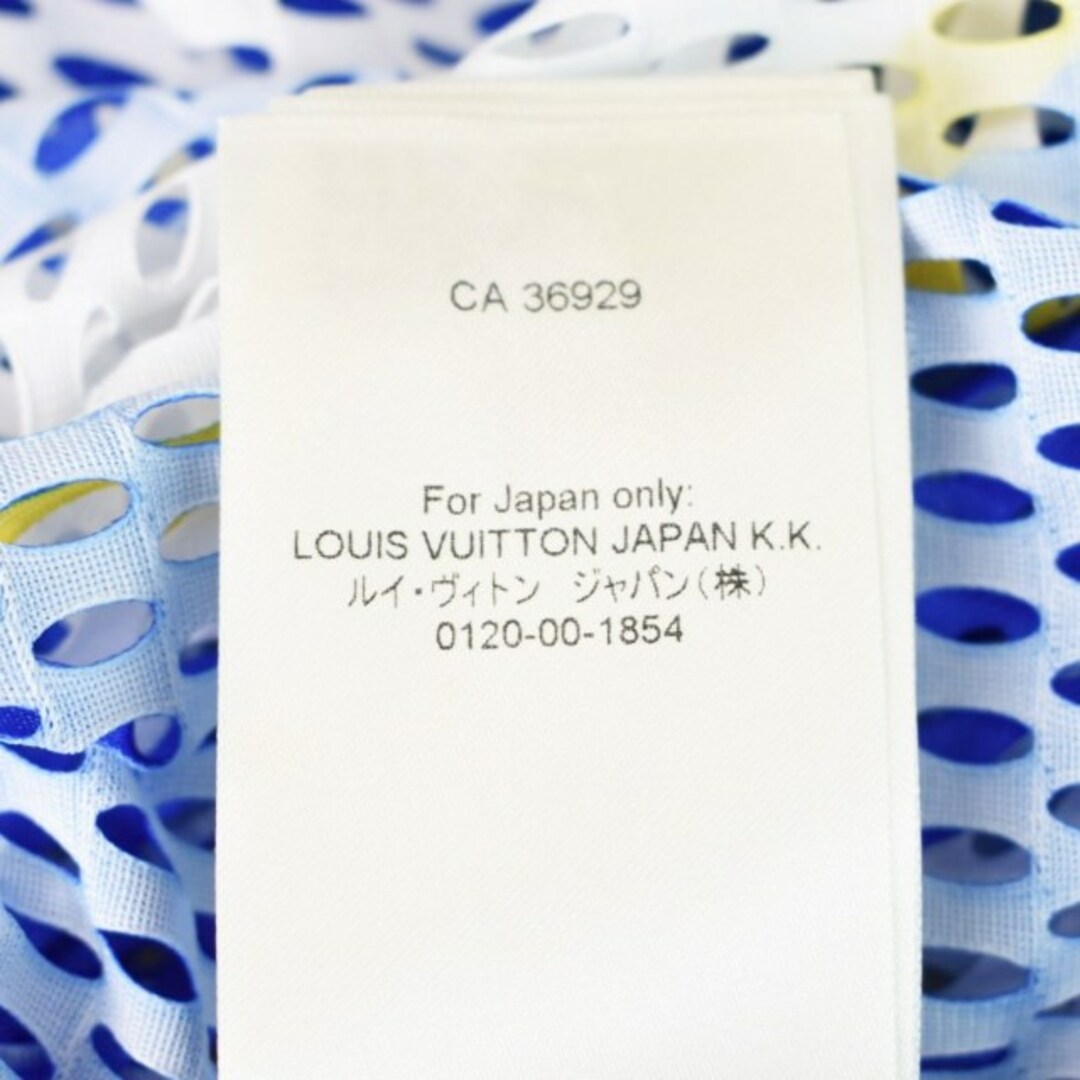 CA 36929
For Japan only:
LOUIS VUITTON JAPAN K.K.
ルイ・ヴィトン　ジャパン(株)
0120-00-1854